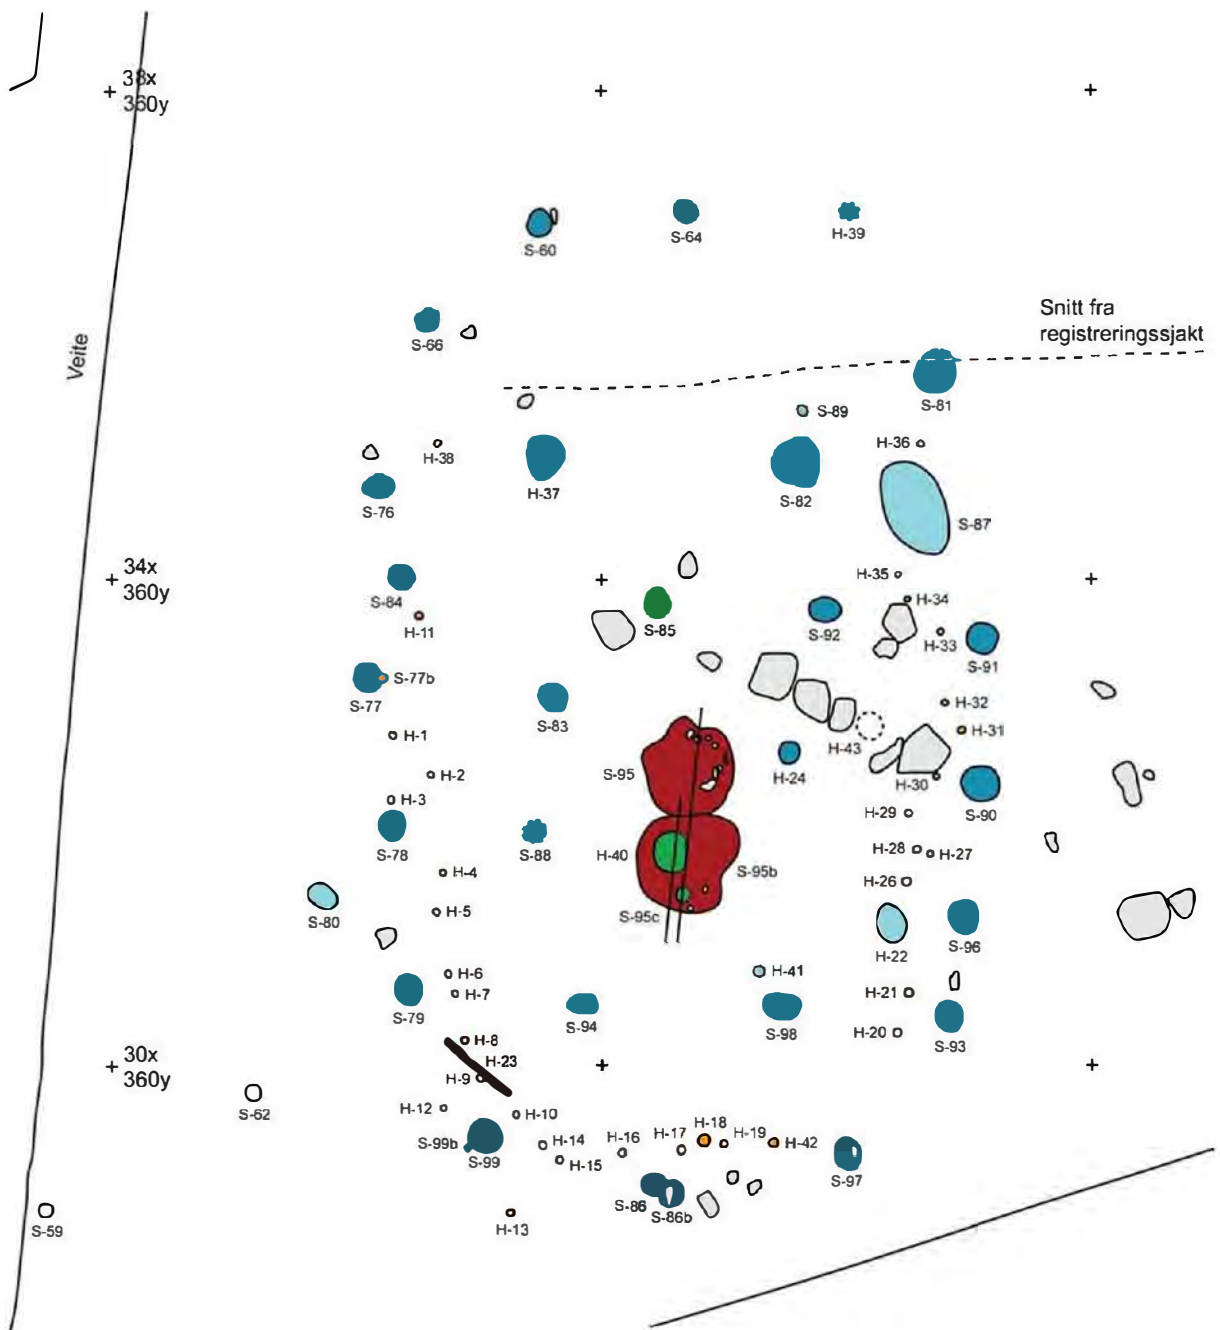 38x
360y
S-60
S-64
H-39
Snitt fra
registreringssjakt
Veite
S-66
S-81
S-89
H-38
H-36
H-37
S-76
S-82
S-87
34x
360y
H-35
S-84
H-34
H-11
S-85
S-92
H-33
S-91
S-77b
S-77
H-32
S-83
H-31
H-1
H-43
S-95
H-24
H-2
H-30
H-3
H-29
S-90
S-78
S-88
H-40
H-28
H-27
H-4
S-95b
H-26
S-80
H-5
S-95c
H-22
S-96
H-6
H-41
H-7
H-21
S-79
S-94
S-98
H-20
S-93
H-8
30x
360y
H-23
H-9
S-62
H-12
H-10
S-99b
S-99
H-14
H-15
H-16
H-17
H-18
H-19
H-42
S-97
S-86
S-86b
S-59
H-13